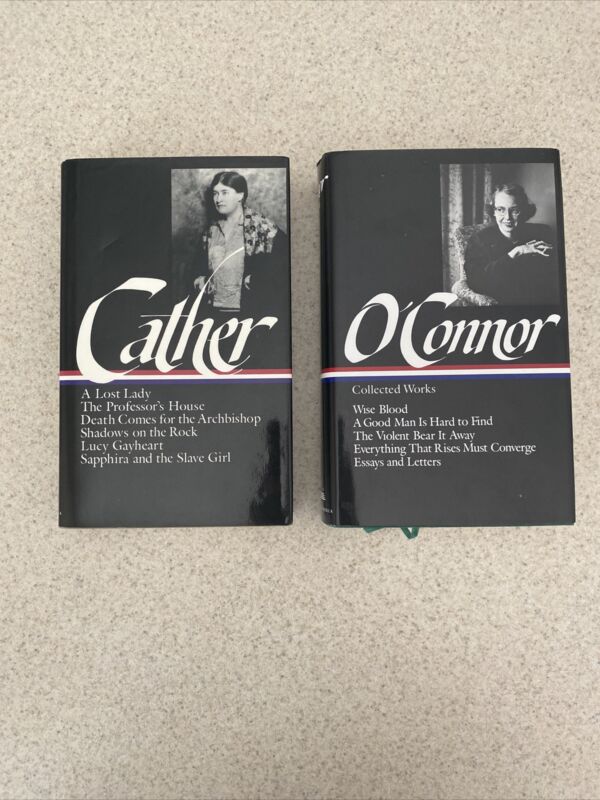 Cather
A Lost Lady
The Professor's House
Death Comes for the Archbishop
Shadows on the Rock
Lucy Gayheart
Sapphira and the Slave Girl
O'Connor
Collected Works
Wise Blood
A Good Man Is Hard to Find
The Violent Bear It Away
Everything That Rises Must Converge
Essays and Letters